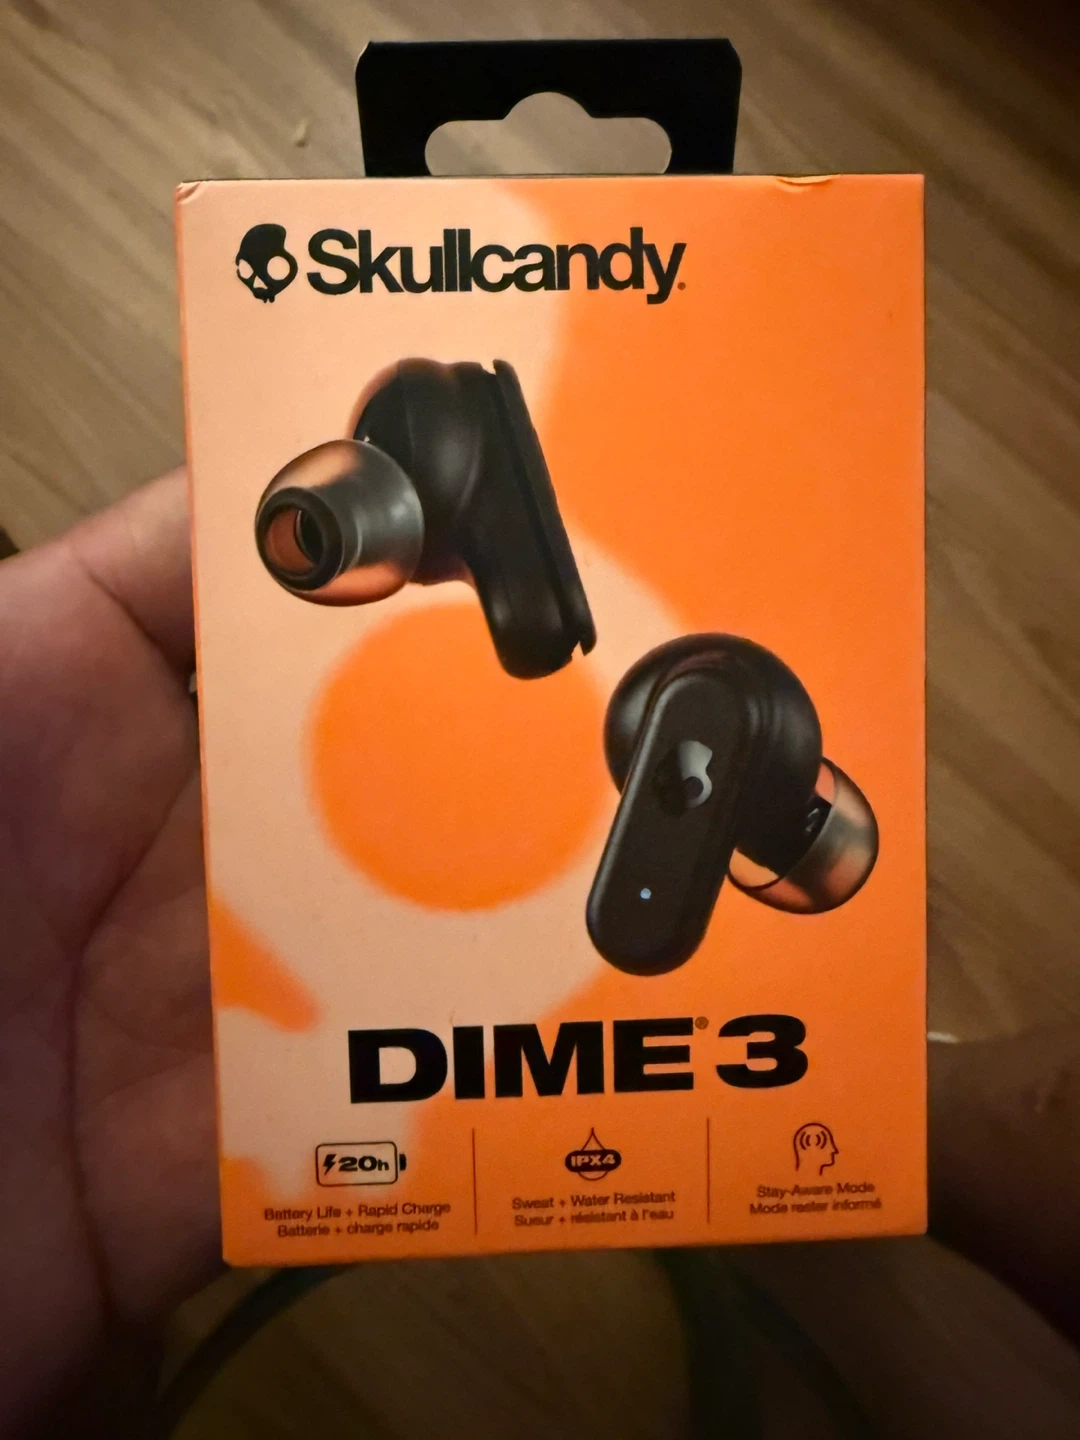 Skullcandy.
DIME® 3
20h
Battery Life + Rapid Charge
Batterie + charge rapide
IPX4
Sweat + Water Resistant
Sueur + résistant à l'eau
Stay-Aware Mode
Mode rester informé